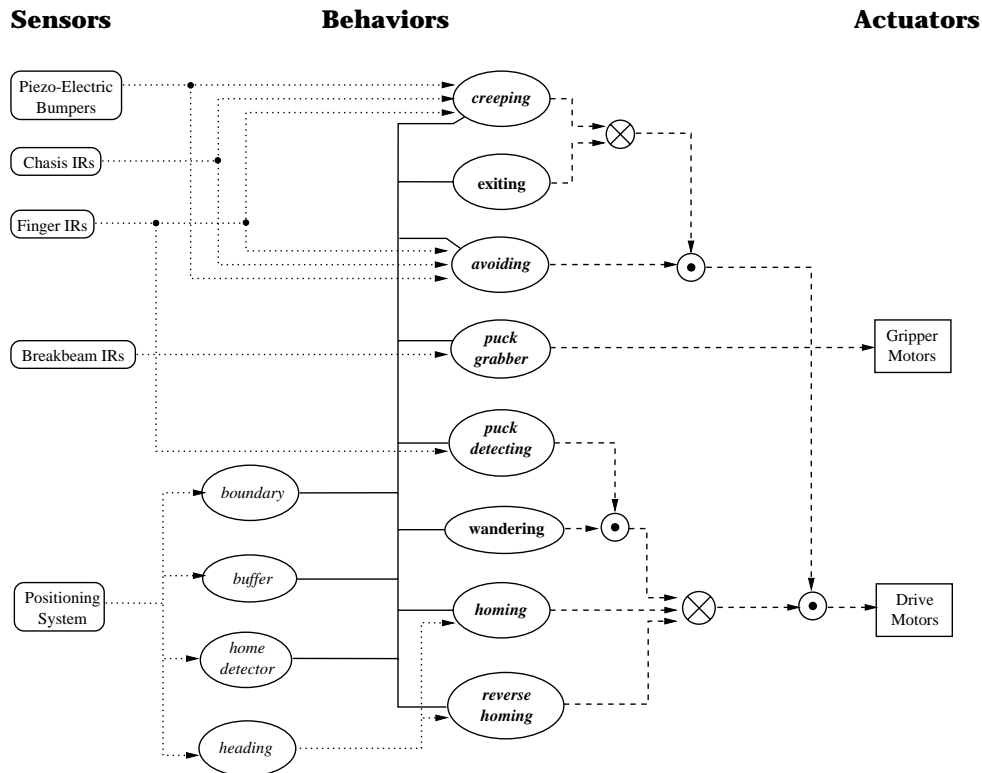 Sensors
Behaviors
Actuators
Piezo-Electric
Bumpers
Chasis IRs
Finger IRs
Breakbeam IRs
Positioning
System
boundary
buffer
home
detector
heading
creeping
exiting
avoiding
puck
grabber
puck
detecting
wandering
homing
reverse
homing
Gripper
Motors
Drive
Motors